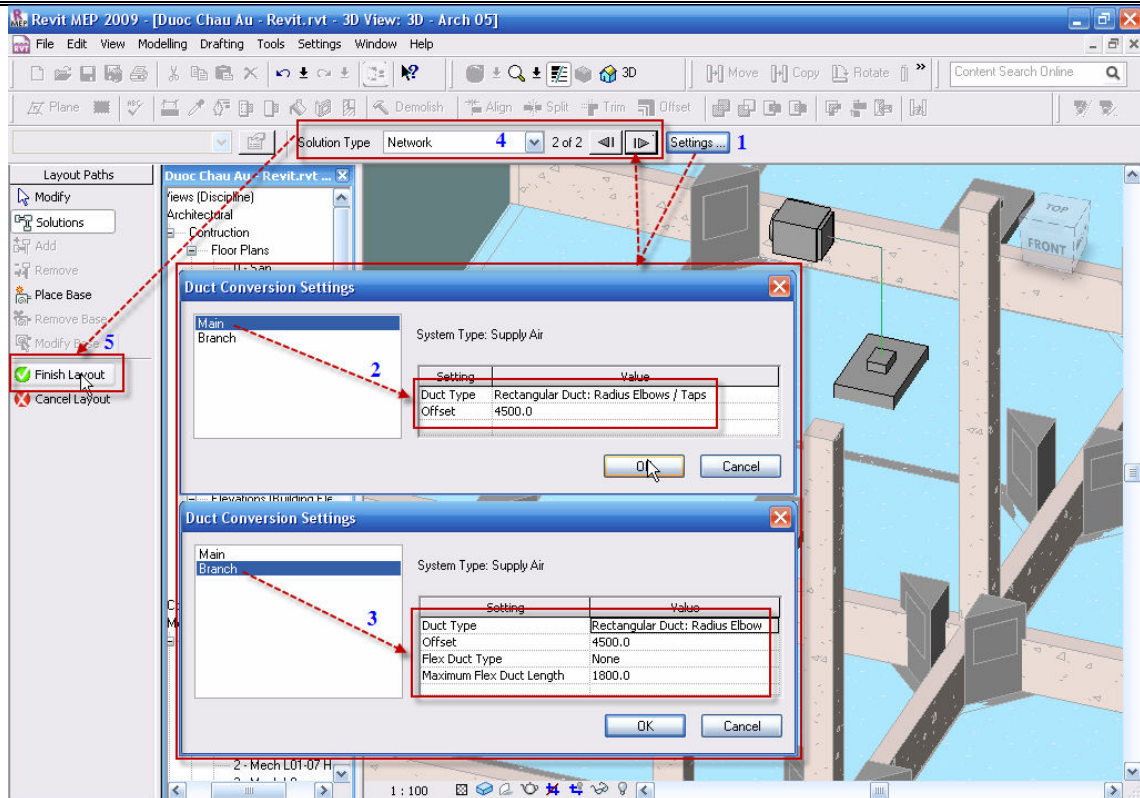 Revit MEP 2009 - [Duoc Chau Au - Revit.rvt - 3D View: 3D - Arch 05]
File Edit View Modelling Drafting Tools Settings Window Help
3D Move Copy Rotate Content Search Online
Plane Demolish Align Split Trim Offset
Solution Type Network 4 2 of 2 Settings ... 1
Layout Paths
Modify
Solutions
Add
Remove
Place Base
Remove Base
Modify Base 5
Finish Layout
Cancel Layout
Duoc Chau Au - Revit.rvt ...
Views (Discipline)
Architectural
Contruction
Floor Plans
0 - San
TOP
FRONT
Duct Conversion Settings
Main
Branch
2
System Type: Supply Air
Setting Value
Duct Type Rectangular Duct: Radius Elbows / Taps
Offset 4500.0
OK Cancel
Elevations (Building Ele
Duct Conversion Settings
Main
Branch
3
System Type: Supply Air
Setting Value
Duct Type Rectangular Duct: Radius Elbow
Offset 4500.0
Flex Duct Type None
Maximum Flex Duct Length 1800.0
OK Cancel
2 - Mech L01-07 H
1 : 100